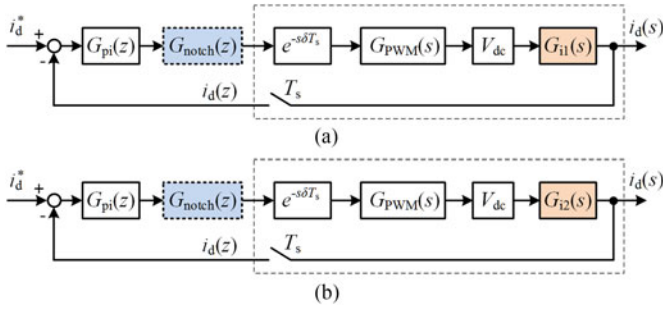 i_d^* + - G_pi(z) G_notch(z) e^{-sδT_s} G_PWM(s) V_dc G_i1(s) i_d(s)
i_d(z) T_s
(a)
i_d^* + - G_pi(z) G_notch(z) e^{-sδT_s} G_PWM(s) V_dc G_i2(s) i_d(s)
i_d(z) T_s
(b)